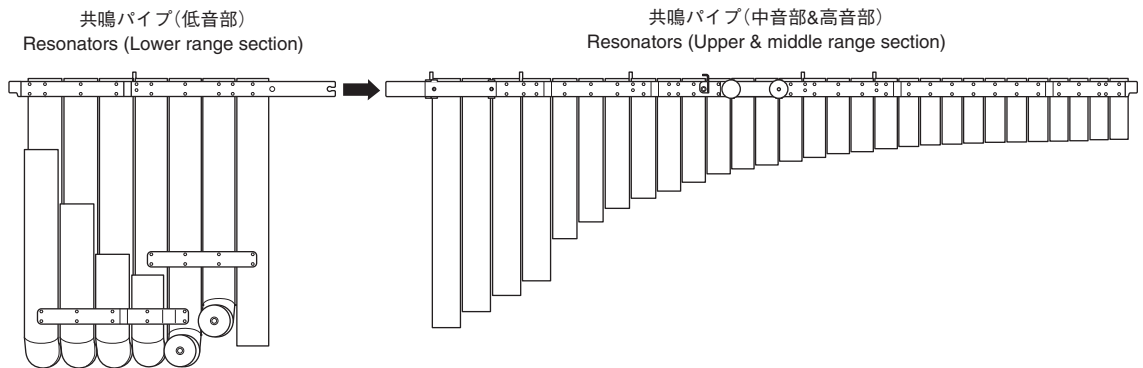 共鳴パイプ(低音部)
Resonators (Lower range section)
共鳴パイプ(中音部&高音部)
Resonators (Upper & middle range section)